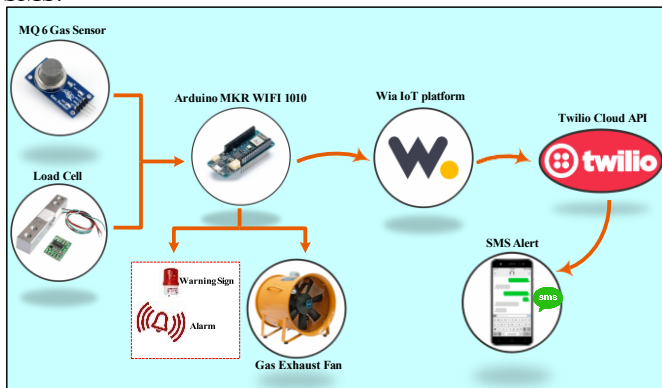 SMS.
MQ 6 Gas Sensor
Arduino MKR WIFI 1010
Wia IoT platform
Twilio Cloud API
W.
twilio
Load Cell
SMS Alert
Warning Sign
sms
Alarm
Gas Exhaust Fan